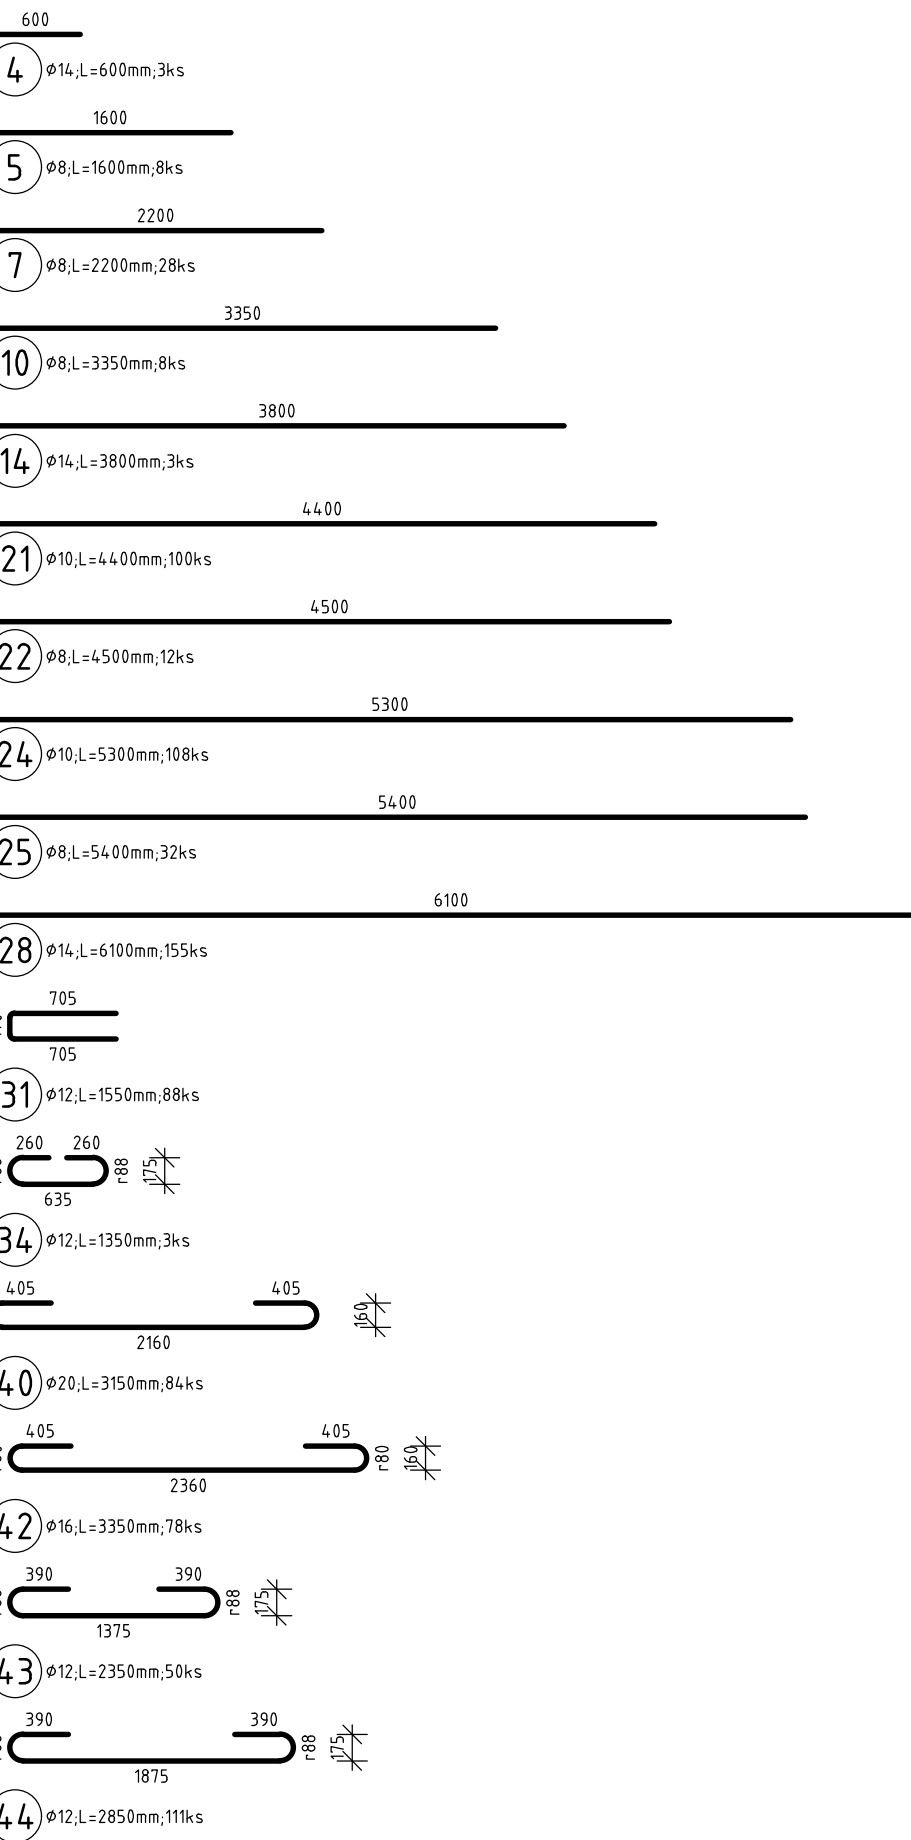 600
4 φ14;L=600mm;3ks
1600
5 φ8;L=1600mm;8ks
2200
7 φ8;L=2200mm;28ks
3350
10 φ8;L=3350mm;8ks
3800
14 φ14;L=3800mm;3ks
4400
21 φ10;L=4400mm;100ks
4500
22 φ8;L=4500mm;12ks
5300
24 φ10;L=5300mm;108ks
5400
25 φ8;L=5400mm;32ks
6100
28 φ14;L=6100mm;155ks
705
705
31 φ12;L=1550mm;88ks
260 260
r88 175
635
34 φ12;L=1350mm;3ks
405 405
160
2160
40 φ20;L=3150mm;84ks
405 405
r80 160
2360
42 φ16;L=3350mm;78ks
390 390
r88 175
1375
43 φ12;L=2350mm;50ks
390 390
r88 175
1875
44 φ12;L=2850mm;111ks